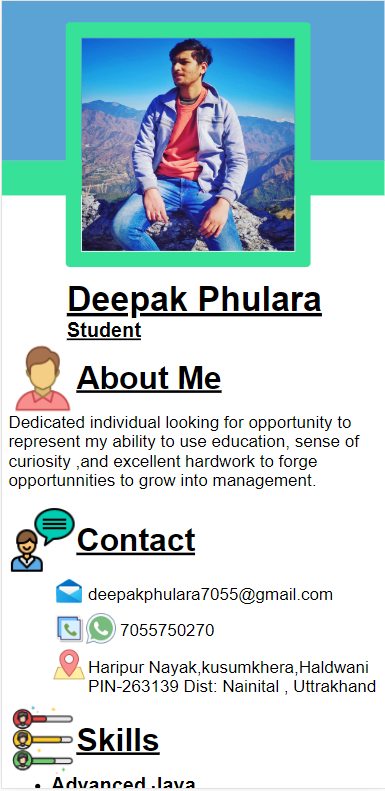 Deepak Phulara
Student
About Me
Dedicated individual looking for opportunity to
represent my ability to use education, sense of
curiosity ,and excellent hardwork to forge
opportunnities to grow into management.
Contact
deepakphulara7055@gmail.com
7055750270
Haripur Nayak,kusumkhera,Haldwani
PIN-263139 Dist: Nainital , Uttrakhand
Skills
Advanced Java